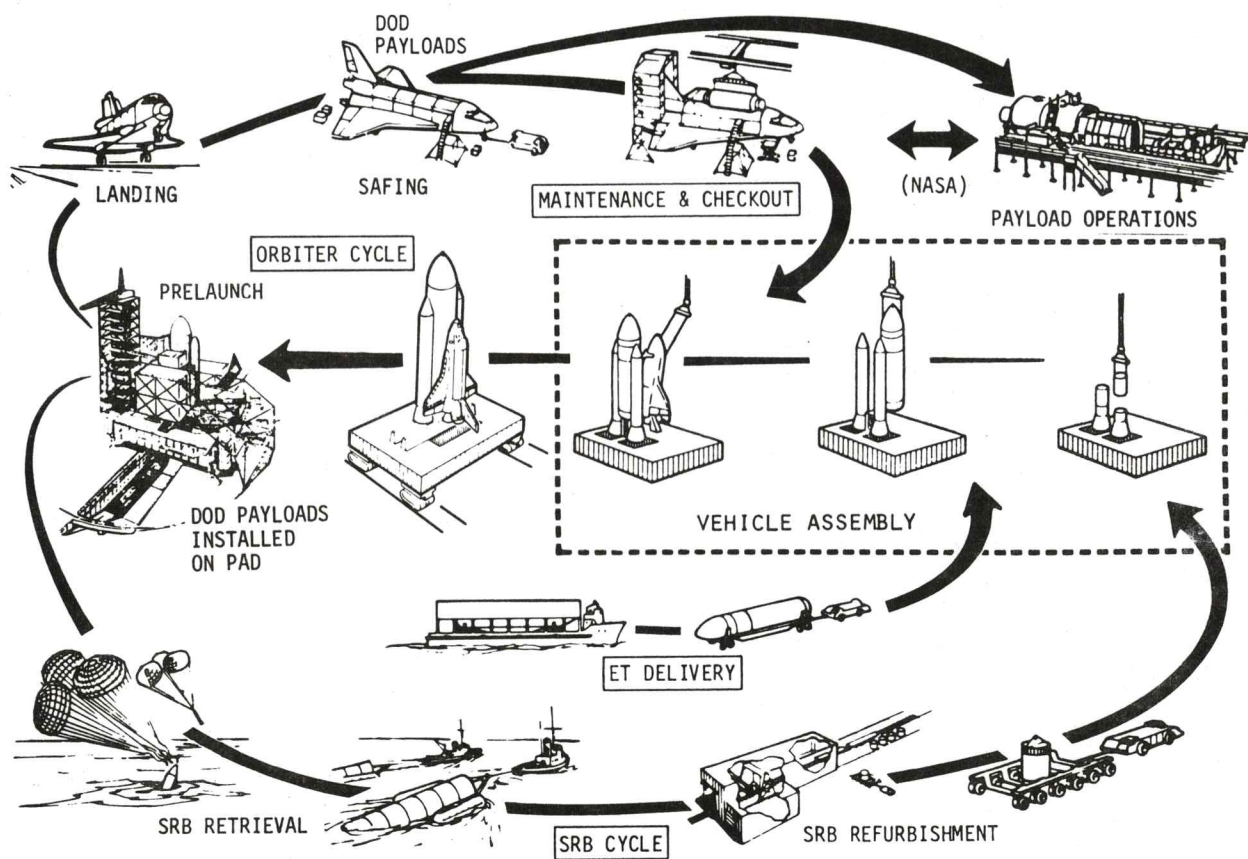 DOD
PAYLOADS
LANDING
SAFING
MAINTENANCE & CHECKOUT
(NASA)
PAYLOAD OPERATIONS
ORBITER CYCLE
PRELAUNCH
DOD PAYLOADS
INSTALLED
ON PAD
VEHICLE ASSEMBLY
ET DELIVERY
SRB RETRIEVAL
SRB CYCLE
SRB REFURBISHMENT